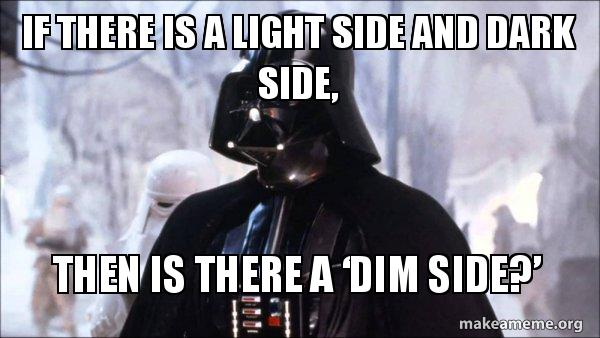 IF THERE IS A LIGHT SIDE AND DARK
SIDE,
THEN IS THERE A ‘DIM SIDE?’
makeameme.org